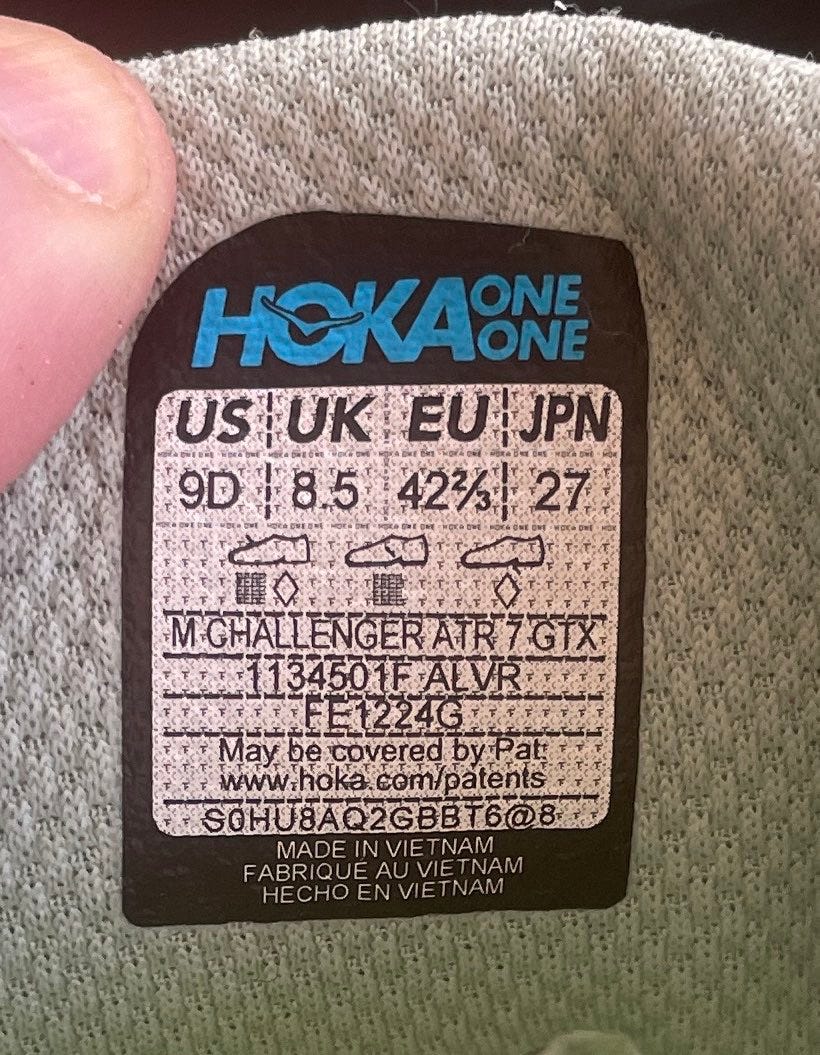 HOKA ONE ONE
US UK EU JPN
9D 8.5 42⅔ 27
M CHALLENGER ATR 7 GTX
1134501F ALVR
FE1224G
May be covered by Pat:
www.hoka.com/patents
S0HU8AQ2GBBT6@8
MADE IN VIETNAM
FABRIQUÉ AU VIETNAM
HECHO EN VIETNAM